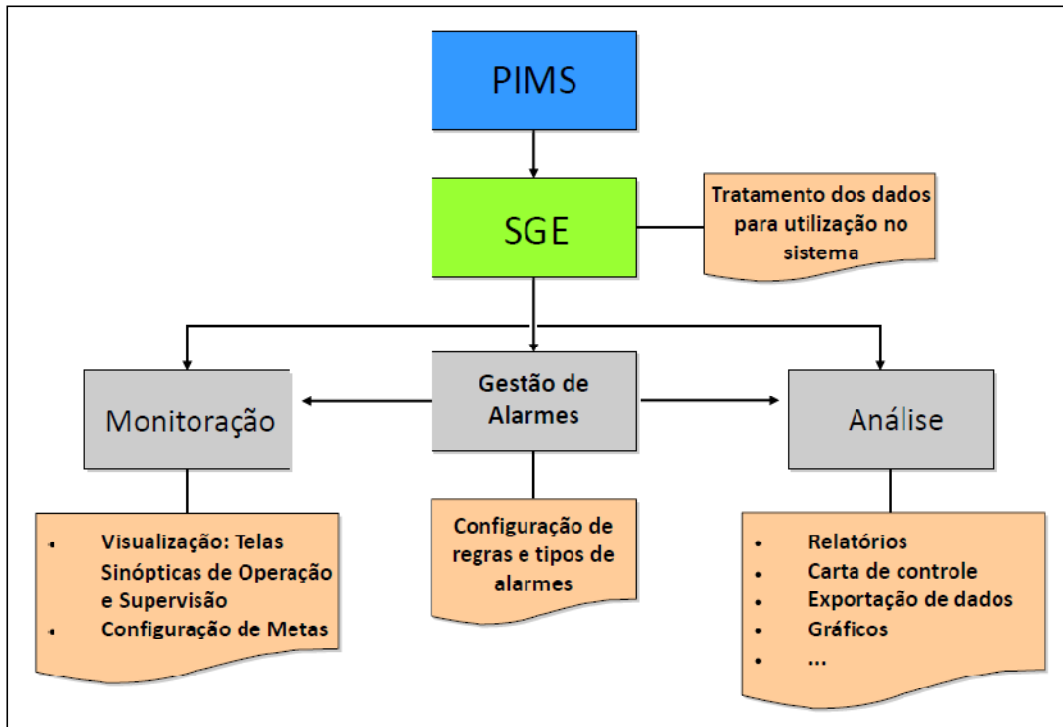 PIMS
SGE
Tratamento dos dados
para utilização no
sistema
Monitoração
Gestão de
Alarmes
Análise
• Visualização: Telas
Sinópticas de Operação
e Supervisão
• Configuração de Metas
Configuração de
regras e tipos de
alarmes
• Relatórios
• Carta de controle
• Exportação de dados
• Gráficos
• ...